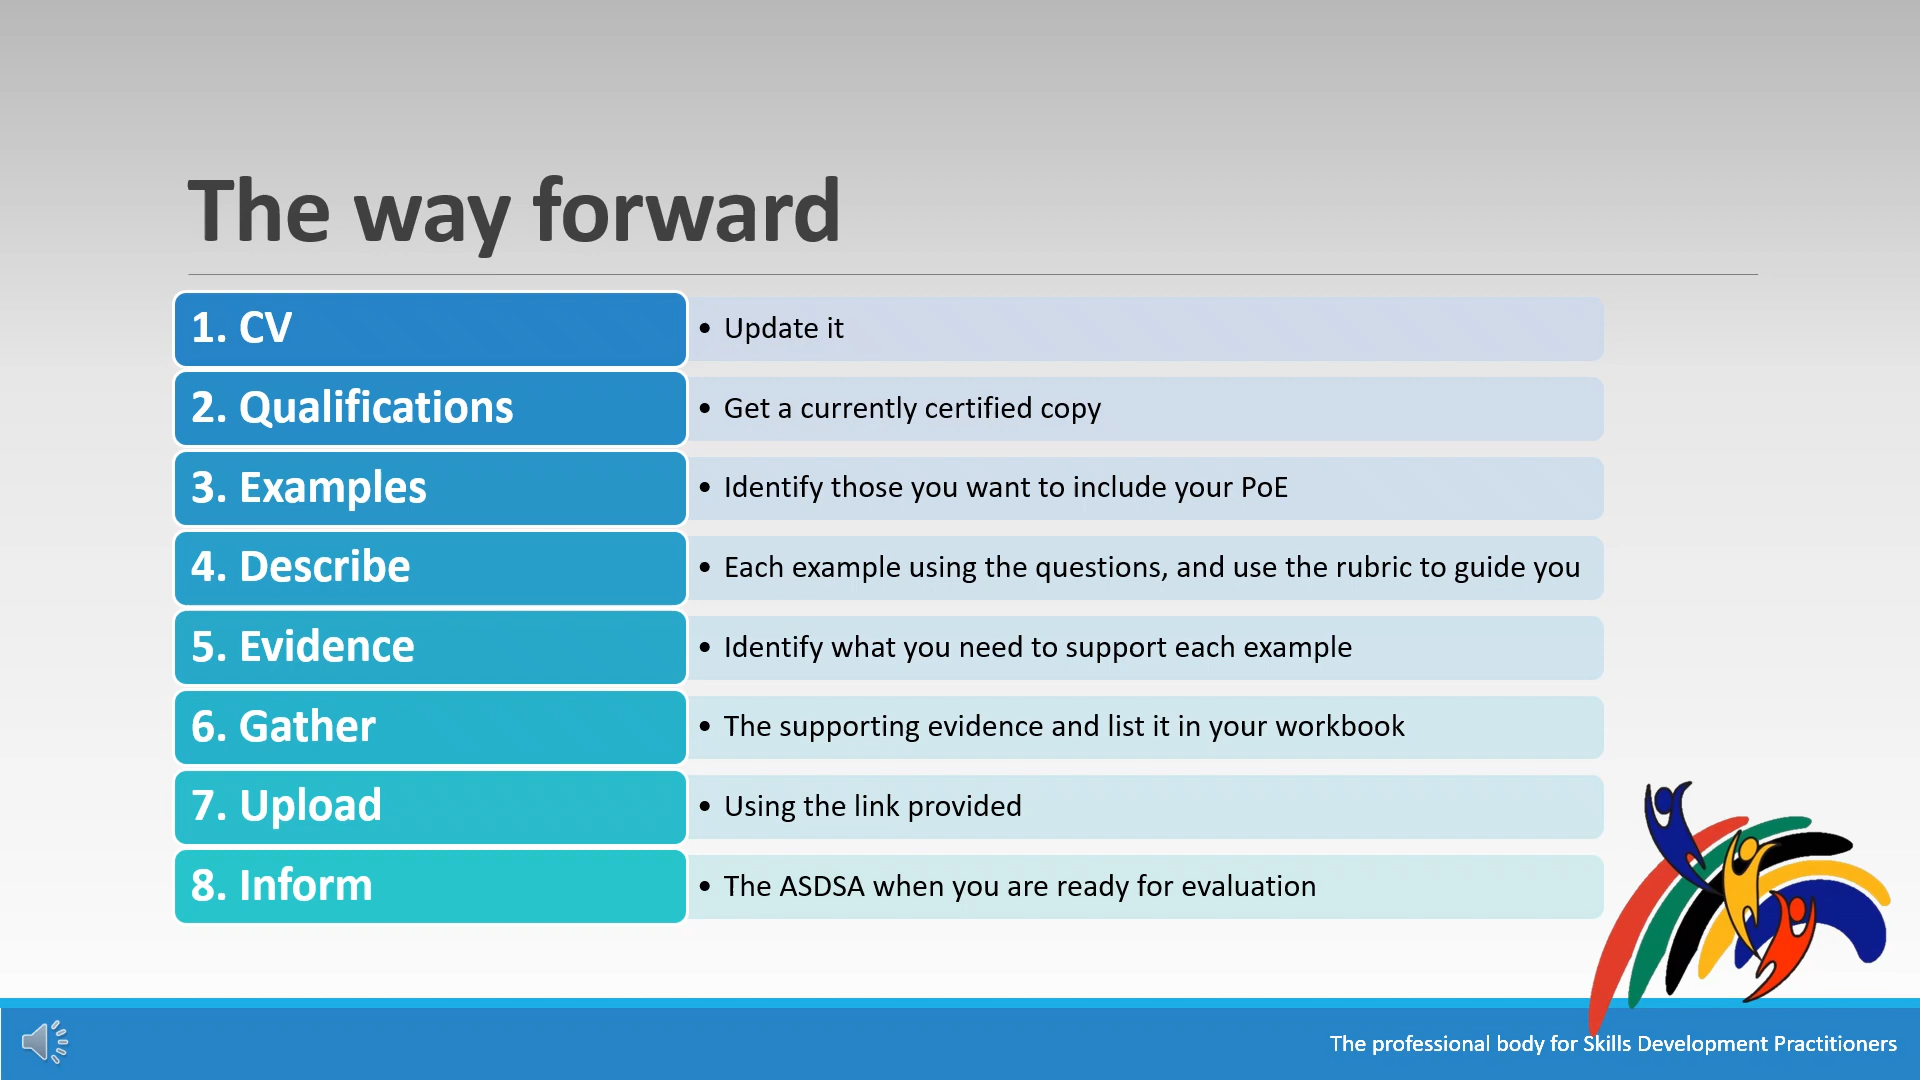 The way forward
1. CV
• Update it
2. Qualifications
• Get a currently certified copy
3. Examples
• Identify those you want to include your PoE
4. Describe
• Each example using the questions, and use the rubric to guide you
5. Evidence
• Identify what you need to support each example
6. Gather
• The supporting evidence and list it in your workbook
7. Upload
• Using the link provided
8. Inform
• The ASDSA when you are ready for evaluation
The professional body for Skills Development Practitioners